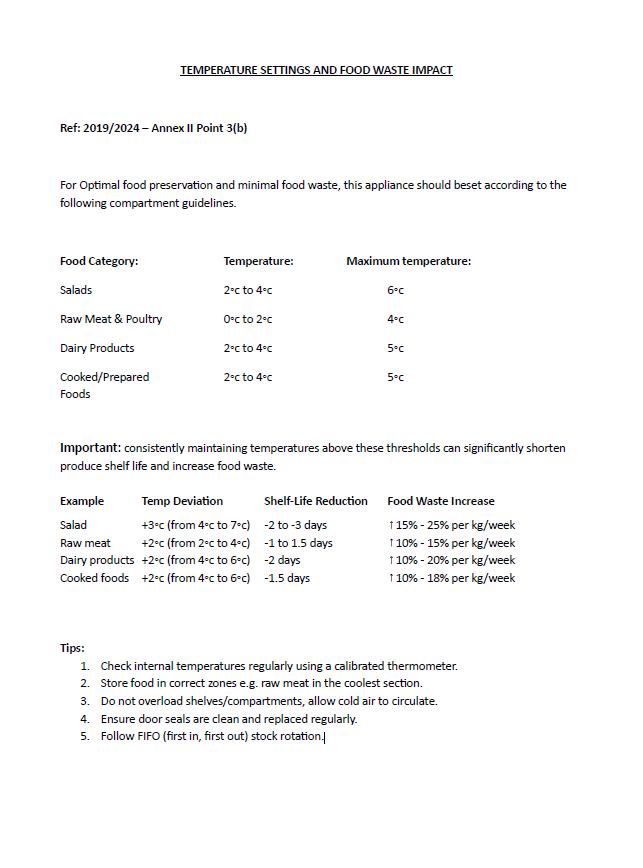 TEMPERATURE SETTINGS AND FOOD WASTE IMPACT
Ref: 2019/2024 – Annex II Point 3(b)
For Optimal food preservation and minimal food waste, this appliance should beset according to the
following compartment guidelines.
Food Category: Temperature: Maximum temperature:
Salads 2°c to 4°c 6°c
Raw Meat & Poultry 0°c to 2°c 4°c
Dairy Products 2°c to 4°c 5°c
Cooked/Prepared 2°c to 4°c 5°c
Foods
Important: consistently maintaining temperatures above these thresholds can significantly shorten
produce shelf life and increase food waste.
Example Temp Deviation Shelf-Life Reduction Food Waste Increase
Salad +3°c (from 4°c to 7°c) -2 to -3 days ↑15% - 25% per kg/week
Raw meat +2°c (from 2°c to 4°c) -1 to 1.5 days ↑10% - 15% per kg/week
Dairy products +2°c (from 4°c to 6°c) -2 days ↑10% - 20% per kg/week
Cooked foods +2°c (from 4°c to 6°c) -1.5 days ↑10% - 18% per kg/week
Tips:
1. Check internal temperatures regularly using a calibrated thermometer.
2. Store food in correct zones e.g. raw meat in the coolest section.
3. Do not overload shelves/compartments, allow cold air to circulate.
4. Ensure door seals are clean and replaced regularly.
5. Follow FIFO (first in, first out) stock rotation.